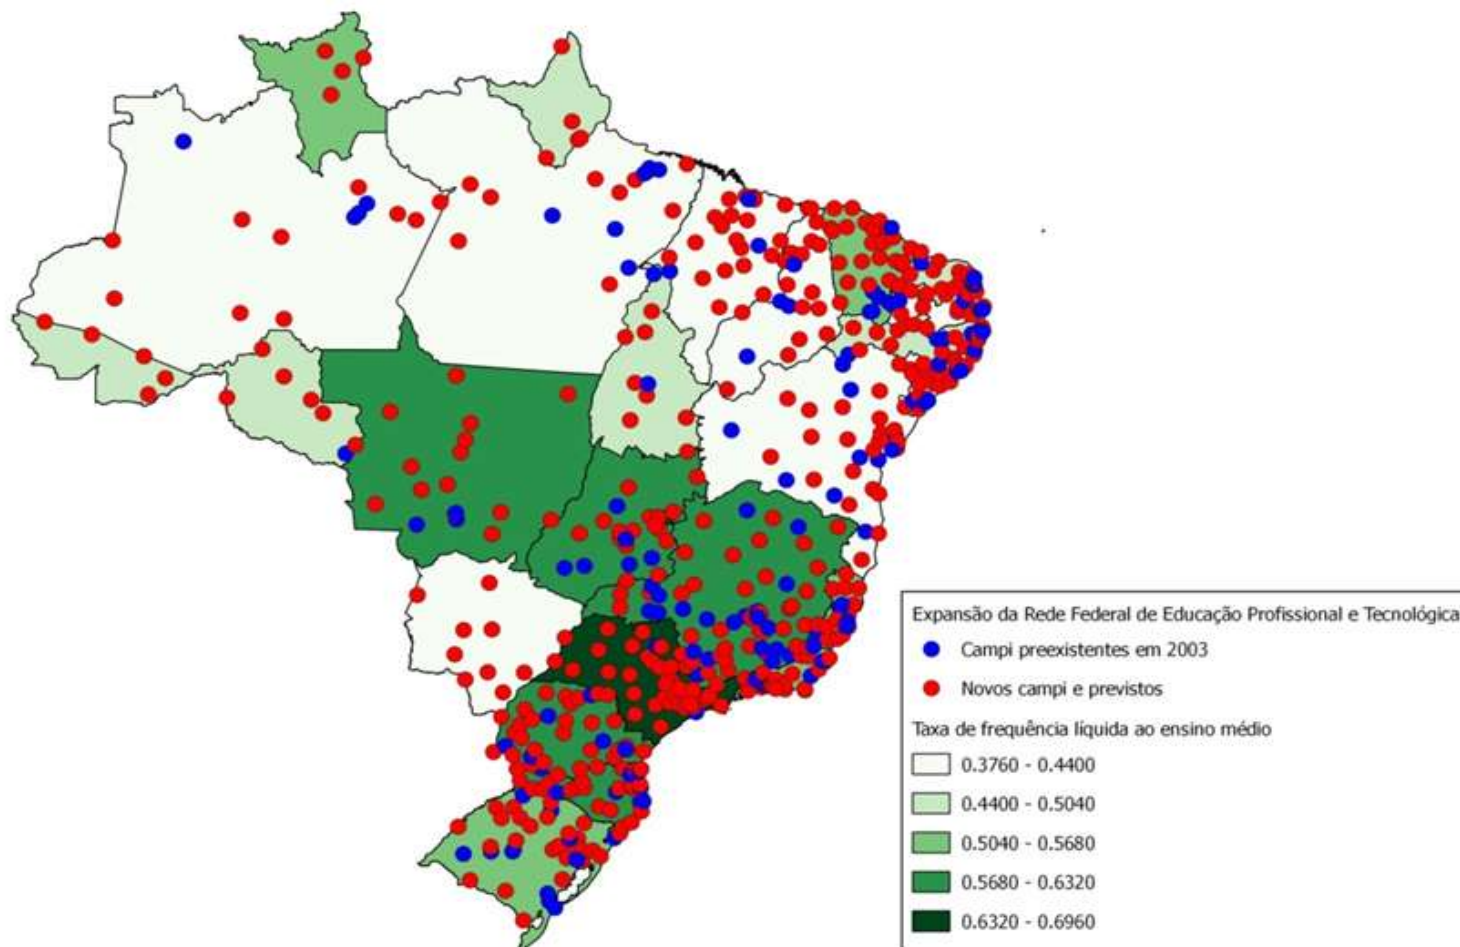 Expansão da Rede Federal de Educação Profissional e Tecnológica
Campi preexistentes em 2003
Novos campi e previstos
Taxa de frequência líquida ao ensino médio
0.3760 - 0.4400
0.4400 - 0.5040
0.5040 - 0.5680
0.5680 - 0.6320
0.6320 - 0.6960